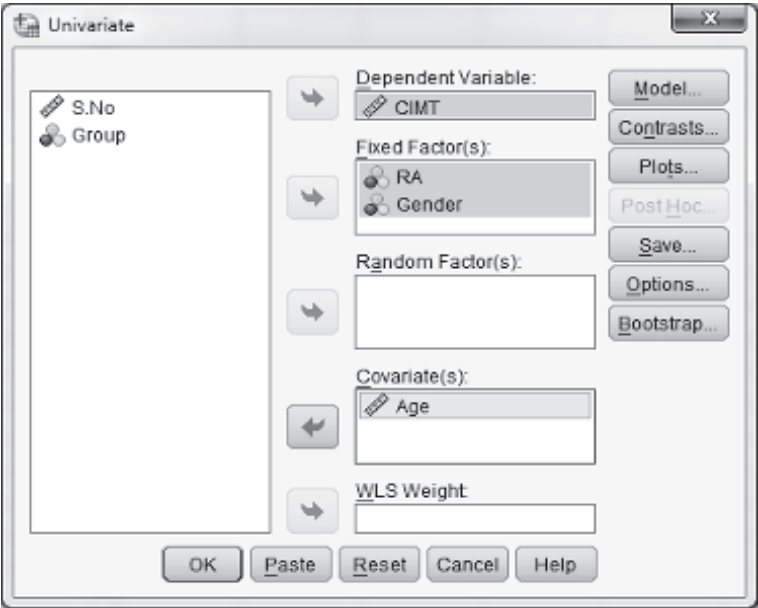 Univariate
S.No
Group
Dependent Variable:
CIMT
Fixed Factor(s):
RA
Gender
Random Factor(s):
Covariate(s):
Age
WLS Weight:
Model...
Contrasts...
Plots...
Post Hoc...
Save...
Options...
Bootstrap...
OK
Paste
Reset
Cancel
Help